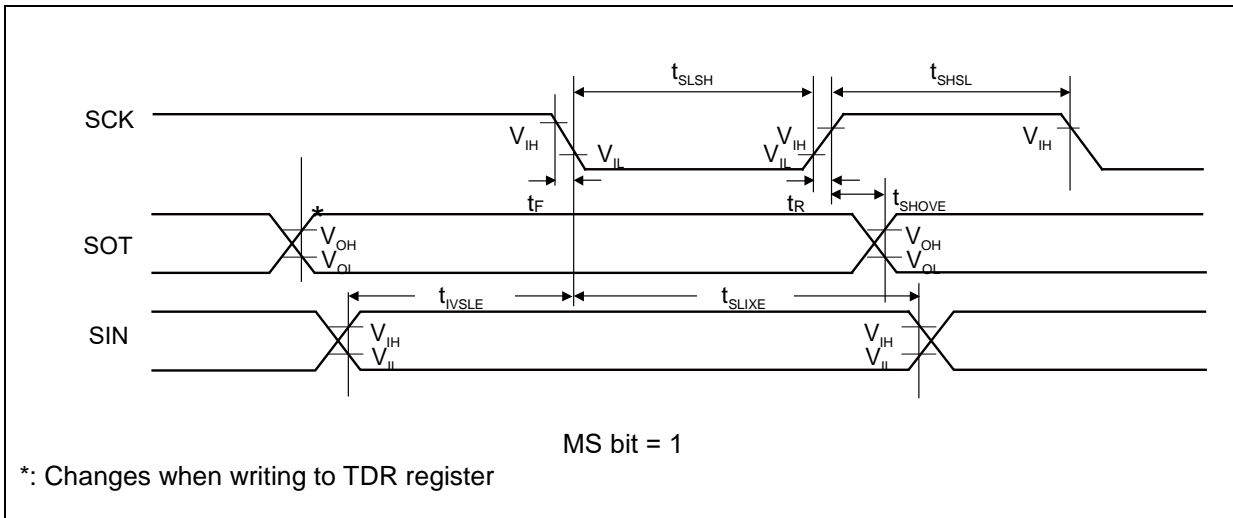 tSLSH tSHSL
SCK VIH VIL VIH VIL VIH
tF tR tSHOVE
*
SOT VOH VOL VOH VOL
tIVSLE tSLIXE
SIN VIH VIL VIH VIL
MS bit = 1
*: Changes when writing to TDR register